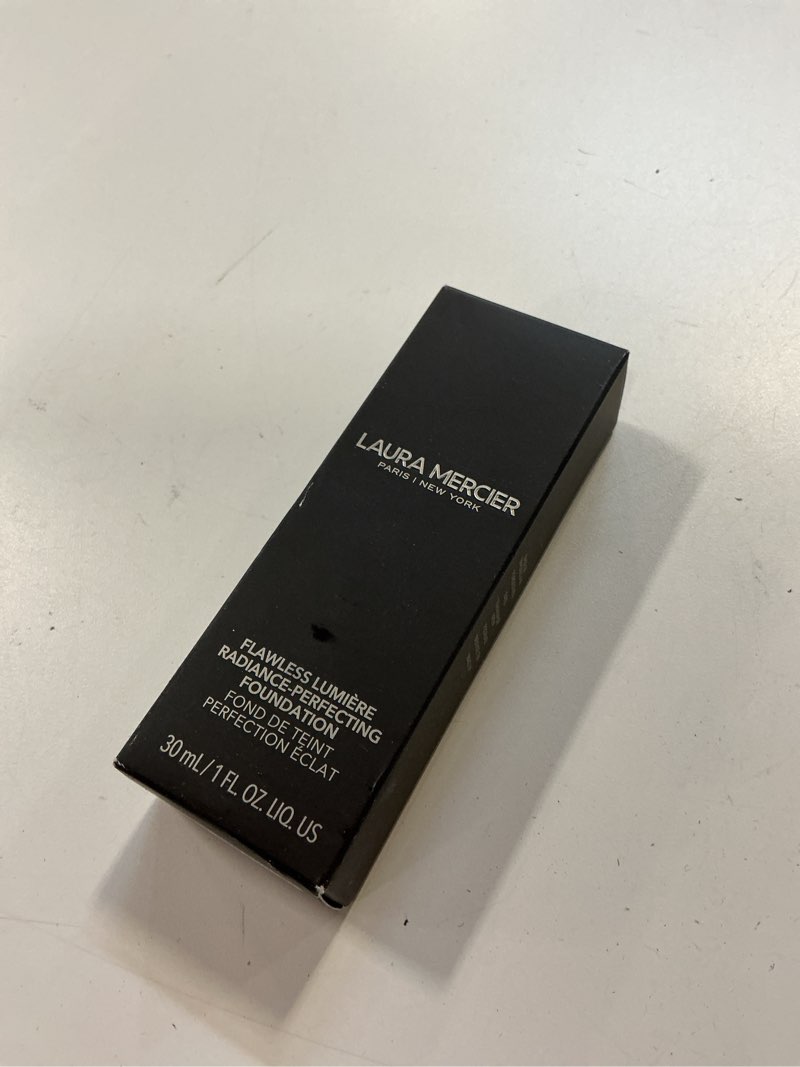 LAURA MERCIER
PARIS | NEW YORK
FLAWLESS LUMIÈRE
RADIANCE-PERFECTING
FOUNDATION
FOND DE TEINT
PERFECTION ÉCLAT
30 mL / 1 FL. OZ. LIQ. US